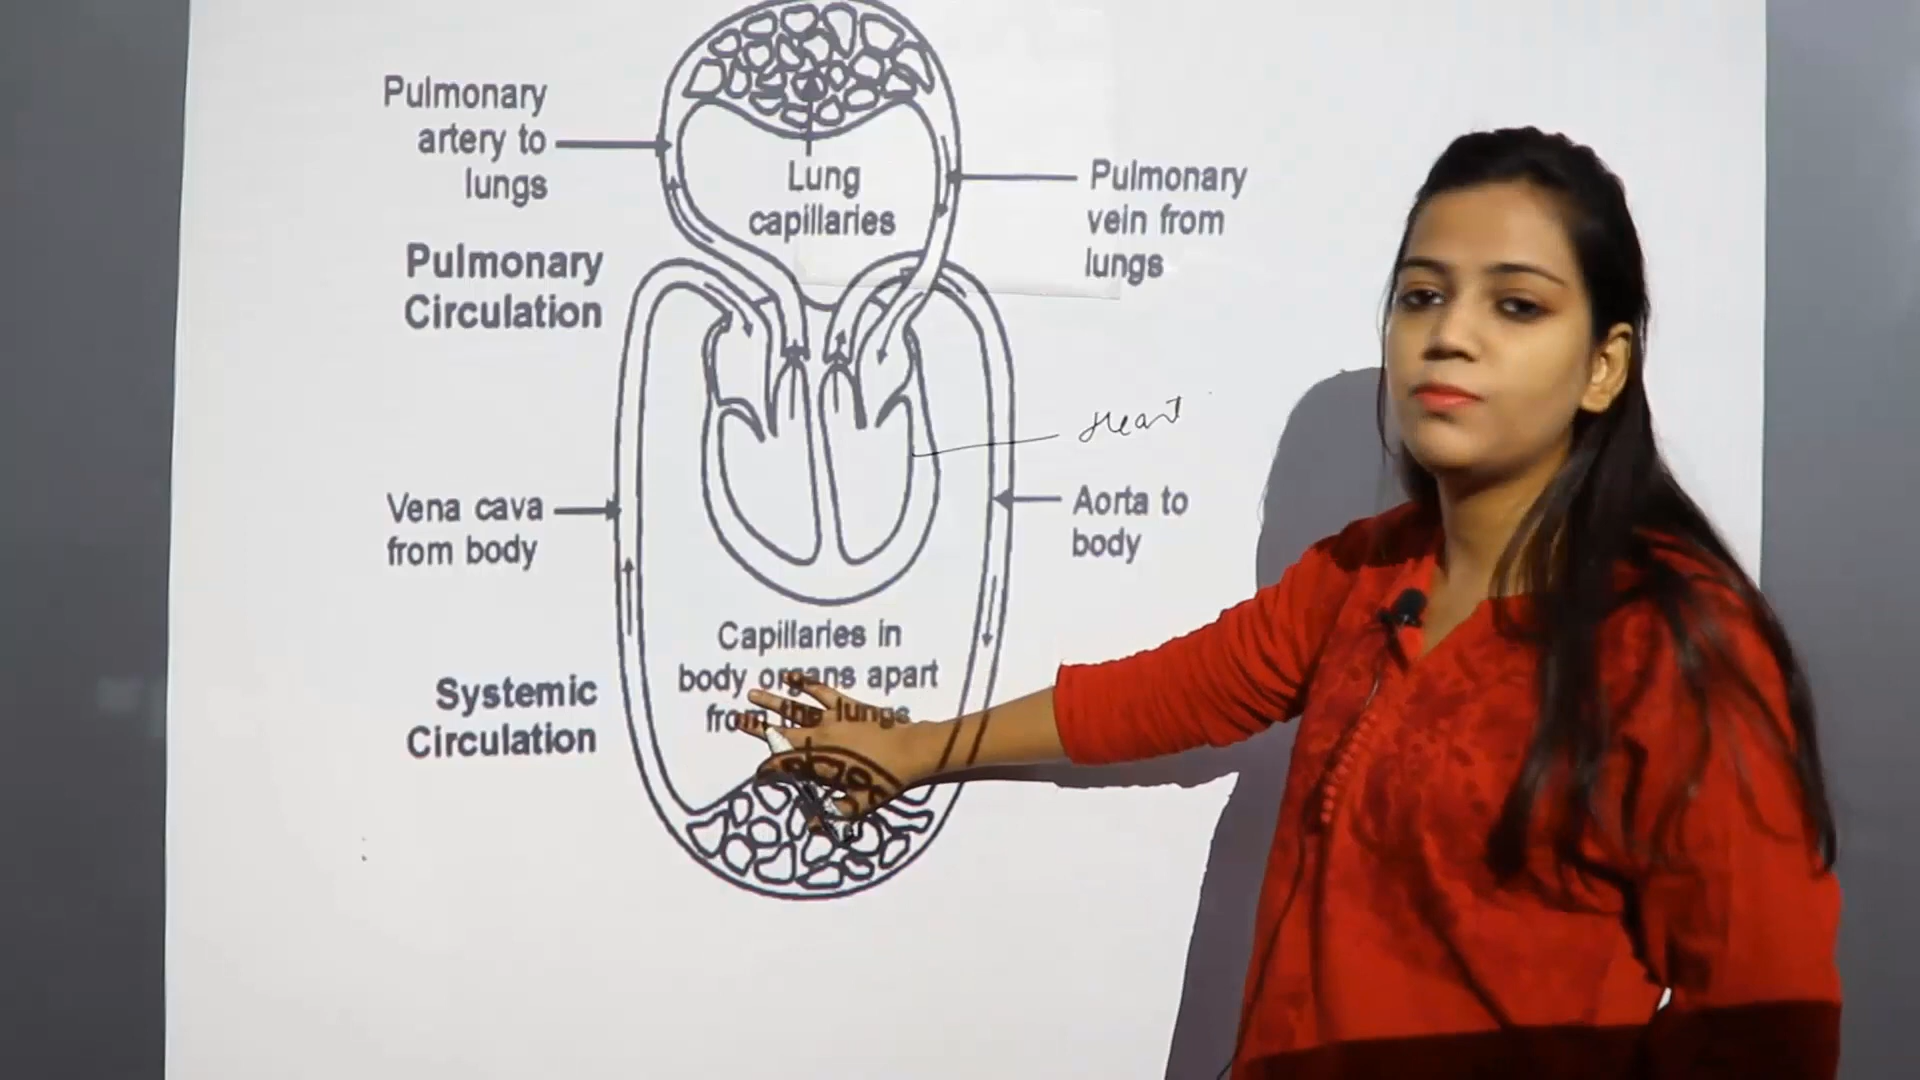 Pulmonary
artery to
lungs
Lung
capillaries
Pulmonary
vein from
lungs
Pulmonary
Circulation
Heart
Vena cava
from body
Aorta to
body
Capillaries in
body organs apart
from the lungs
Systemic
Circulation